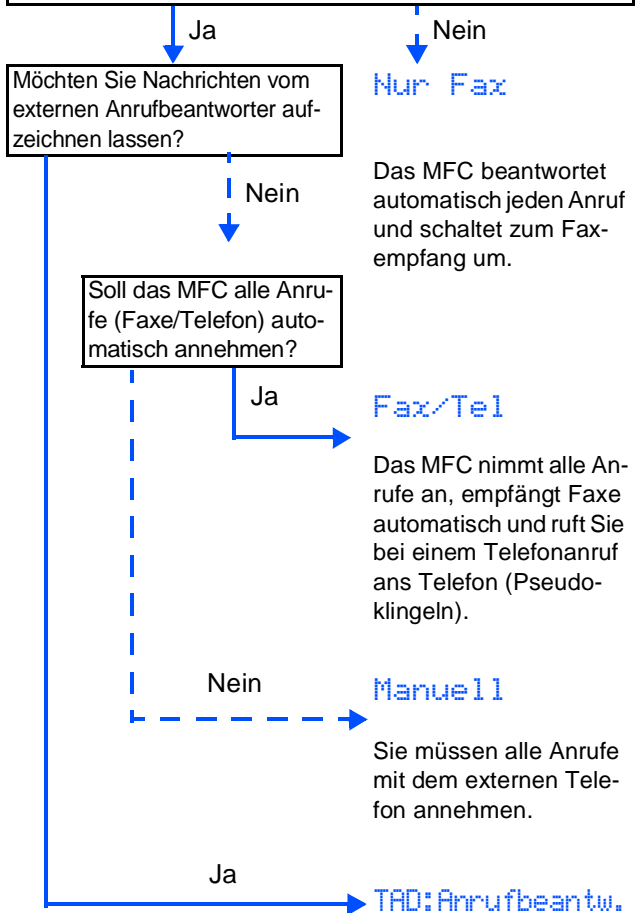 Ja
Nein
Möchten Sie Nachrichten vom
externen Anrufbeantworter auf-
zeichnen lassen?
Nur Fax
Das MFC beantwortet
automatisch jeden Anruf
und schaltet zum Fax-
empfang um.
Nein
Soll das MFC alle Anru-
fe (Faxe/Telefon) auto-
matisch annehmen?
Ja
Fax/Tel
Das MFC nimmt alle An-
rufe an, empfängt Faxe
automatisch und ruft Sie
bei einem Telefonanruf
ans Telefon (Pseudo-
klingeln).
Nein
Manuell
Sie müssen alle Anrufe
mit dem externen Tele-
fon annehmen.
Ja
TAD:Anrufbeantw.